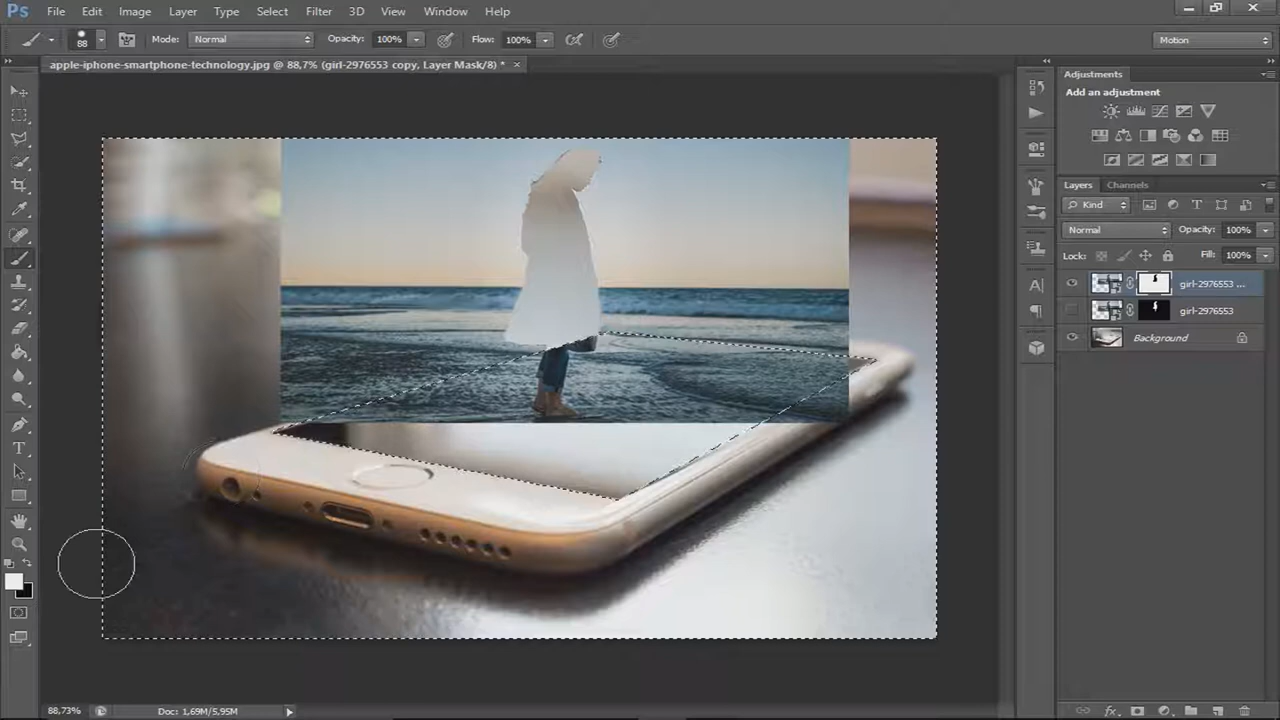 Ps File Edit Image Layer Type Select Filter 3D View Window Help
88 Mode: Normal Opacity: 100% Flow: 100% Motion
apple-iphone-smartphone-technology.jpg @ 88,7% (girl-2976553 copy, Layer Mask/8) * ×
Adjustments
Add an adjustment
Layers Channels
Kind
Normal Opacity: 100%
Lock: Fill: 100%
girl-2976553 ...
girl-2976553
Background
88,73% Doc: 1,69M/5,95M